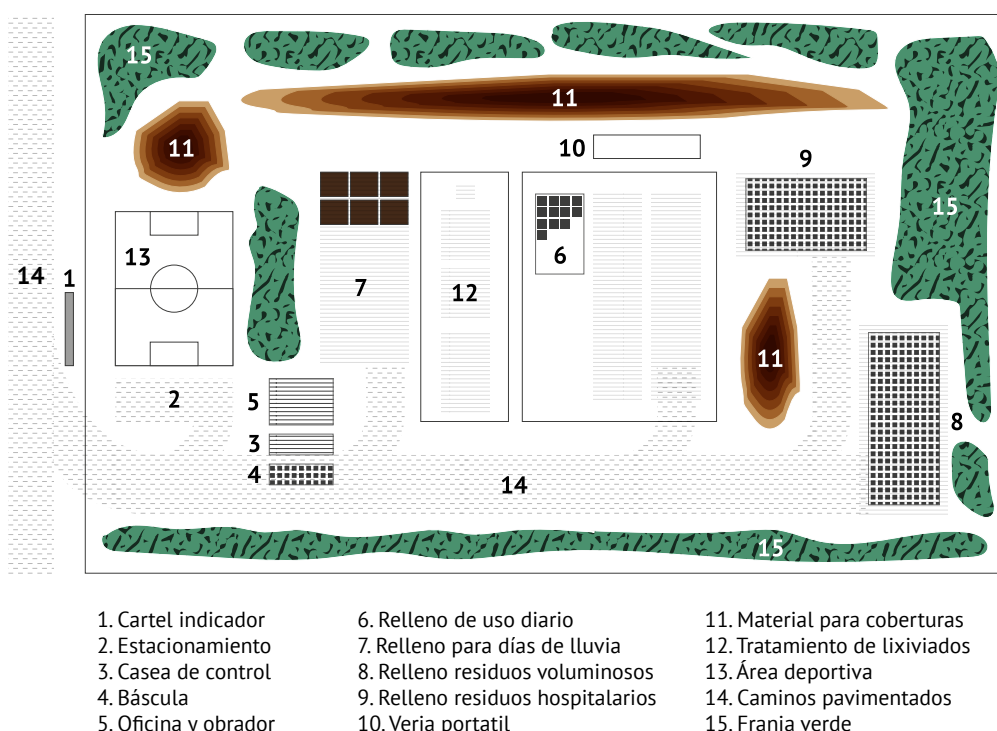 15
11
11
10
9
15
13
6
14
1
7
12
11
2
5
8
3
4
14
15
1. Cartel indicador
2. Estacionamiento
3. Casea de control
4. Báscula
5. Oficina y obrador
6. Relleno de uso diario
7. Relleno para días de lluvia
8. Relleno residuos voluminosos
9. Relleno residuos hospitalarios
10. Verja portatil
11. Material para coberturas
12. Tratamiento de lixiviados
13. Área deportiva
14. Caminos pavimentados
15. Franja verde